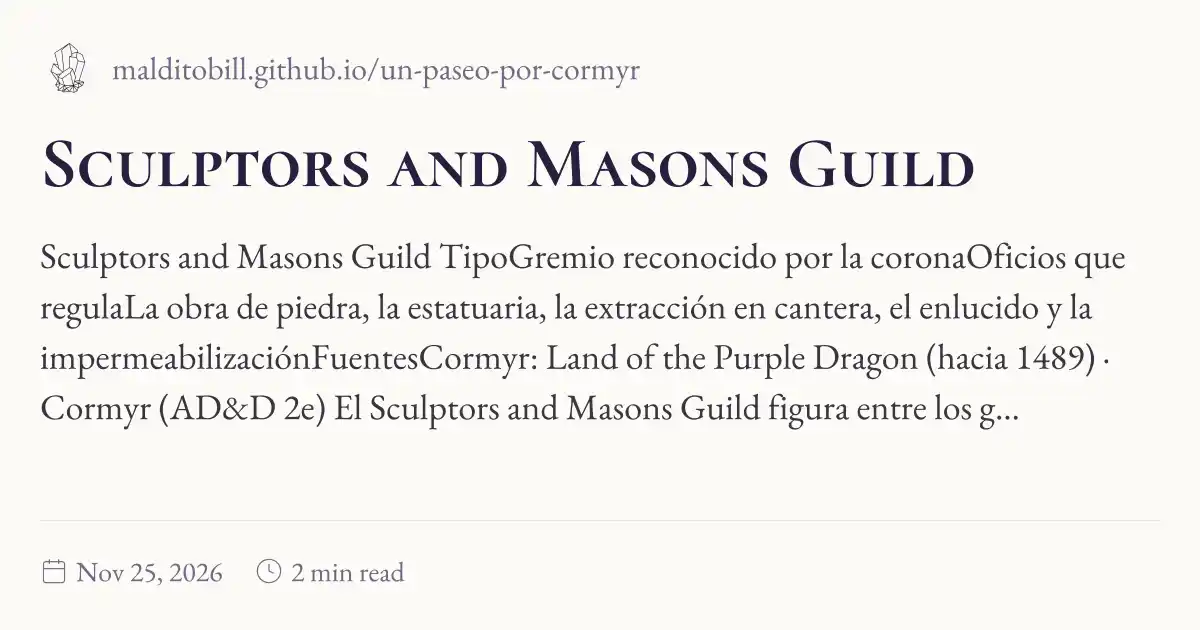 malditobill.github.io/un-paseo-por-cormyr
Sculptors and Masons Guild
Sculptors and Masons Guild TipoGremio reconocido por la coronaOficios que
regulaLa obra de piedra, la estatuaria, la extracción en cantera, el enlucido y la
impermeabilizaciónFuentesCormyr: Land of the Purple Dragon (hacia 1489) ·
Cormyr (AD&D 2e) El Sculptors and Masons Guild figura entre los g...
Nov 25, 2026 2 min read